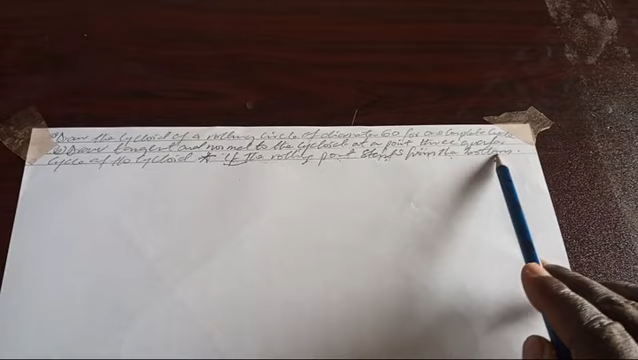 (a) Draw the Cycloid of a rolling Circle of diameter 60 for one Complete Cycle
(b) Draw tangent and normal to the Cycloid at a point three quarter
Cycle of the Cycloid * if the rolling point starts from the bottom.